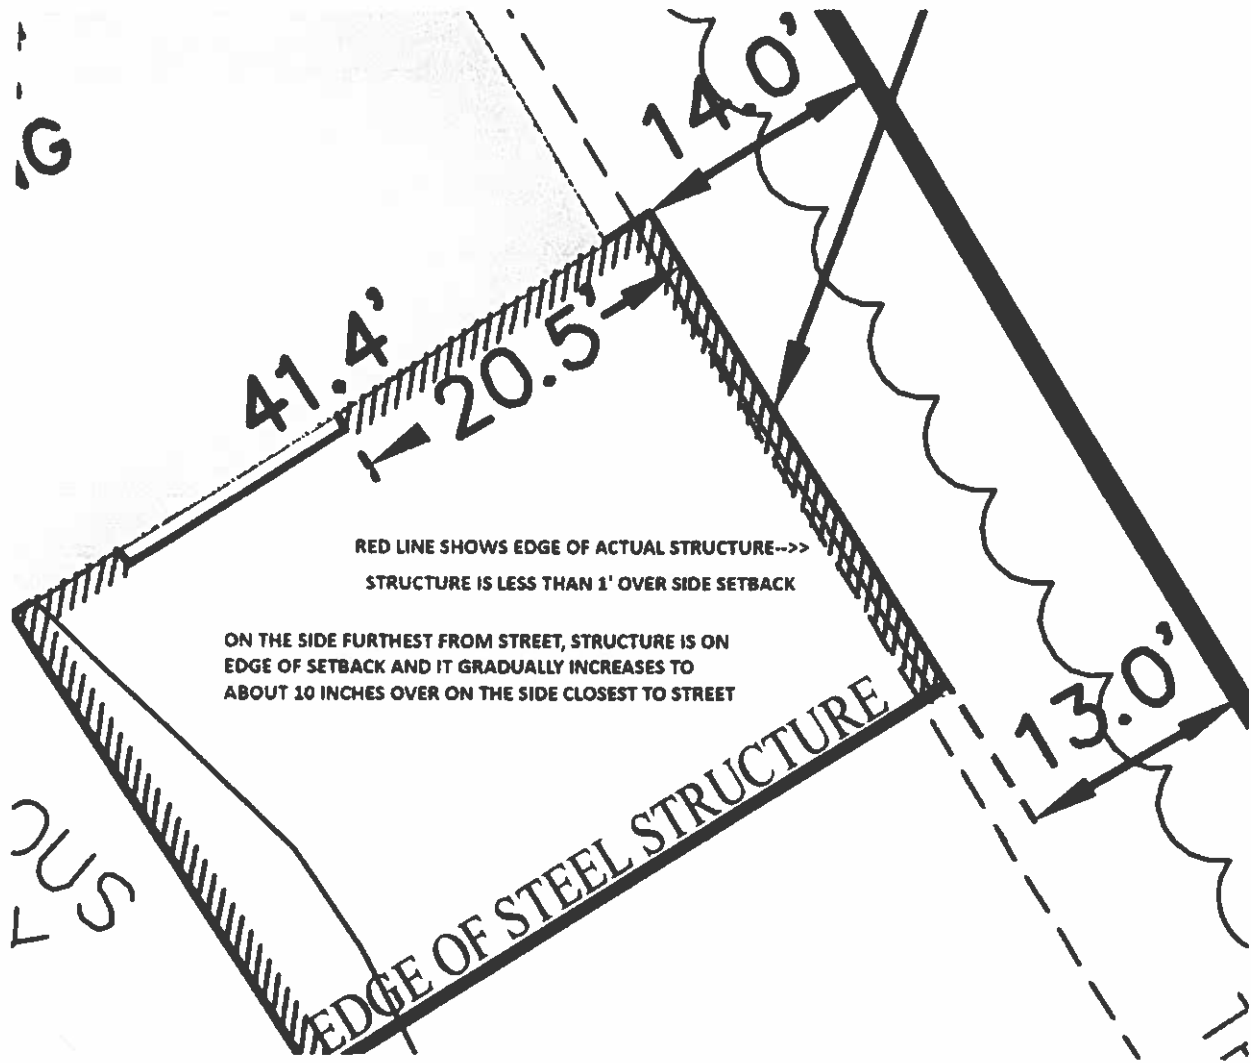 14.0'
G
41.4'
20.5'
RED LINE SHOWS EDGE OF ACTUAL STRUCTURE-->>
STRUCTURE IS LESS THAN 1' OVER SIDE SETBACK
ON THE SIDE FURTHEST FROM STREET, STRUCTURE IS ON
EDGE OF SETBACK AND IT GRADUALLY INCREASES TO
ABOUT 10 INCHES OVER ON THE SIDE CLOSEST TO STREET
13.0'
EDGE OF STEEL STRUCTURE
OUS